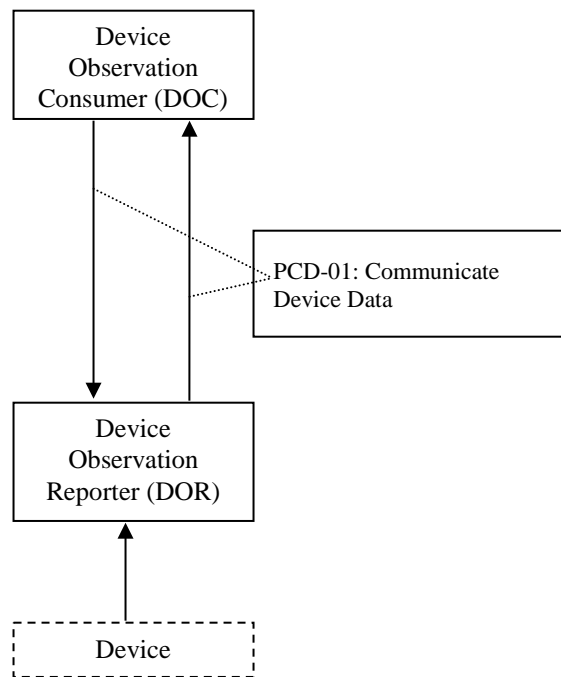 Device
Observation
Consumer (DOC)
PCD-01: Communicate
Device Data
Device
Observation
Reporter (DOR)
Device